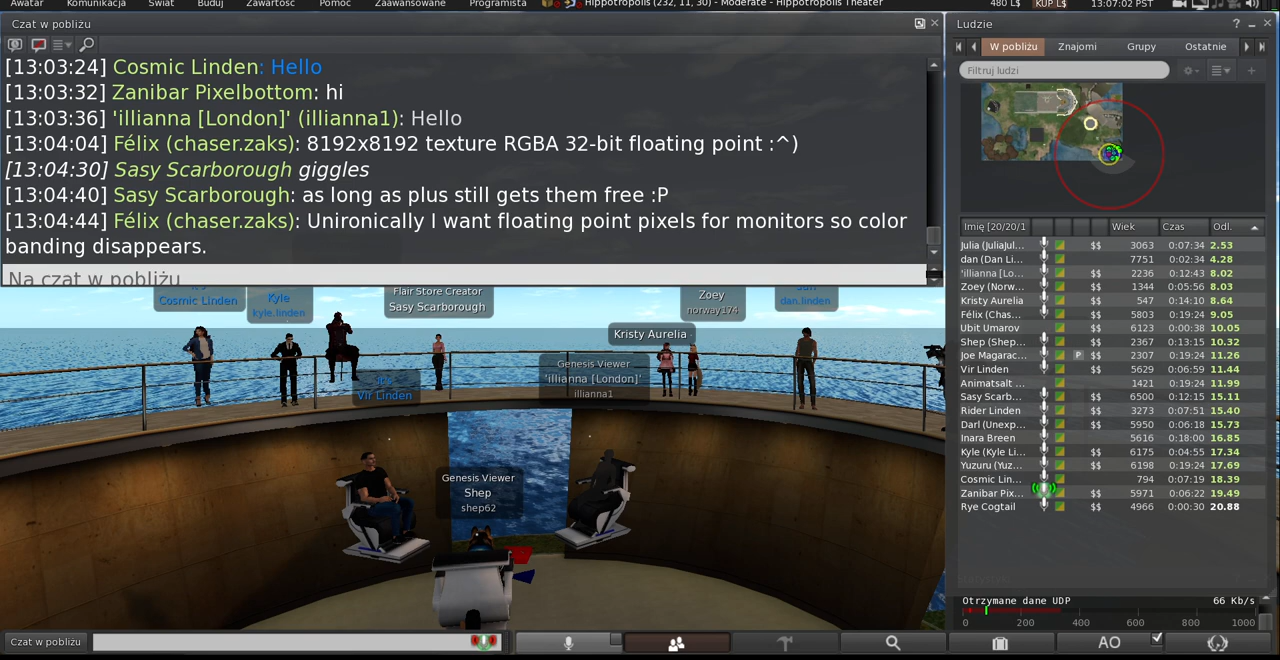 Awatar Komunikacja Świat Buduj Zawartość Pomoc Zaawansowane Programista Hippotropolis (232, 11, 30) - Moderate - Hippotropolis Theater 480 L$ KUP L$ 13:07:02 PST
Czat w pobliżu
[13:03:24] Cosmic Linden: Hello
[13:03:32] Zanibar Pixelbottom: hi
[13:03:36] 'illianna [London]' (illianna1): Hello
[13:04:04] Félix (chaser.zaks): 8192x8192 texture RGBA 32-bit floating point :^)
[13:04:30] Sasy Scarborough giggles
[13:04:40] Sasy Scarborough: as long as plus still gets them free :P
[13:04:44] Félix (chaser.zaks): Unironically I want floating point pixels for monitors so color
banding disappears.
Na czat w pobliżu
Cosmic Linden
Kyle
kyle.linden
Flair Store Creator
Sasy Scarborough
Zoey
norway174
dan.linden
Kristy Aurelia
Vir Linden
Genesis Viewer
'illianna [London]'
illianna1
Genesis Viewer
Shep
shep62
Ludzie
W pobliżu Znajomi Grupy Ostatnie
Filtruj ludzi
Imię [20/20/1 Wiek Czas Odl.
Julia (JuliaJul... $$ 3063 0:07:34 2.53
dan (Dan Li... 7751 0:02:34 4.28
'illianna [Lo... $$ 2236 0:12:43 8.02
Zoey (Norw... $$ 1344 0:05:56 8.03
Kristy Aurelia $$ 547 0:14:10 8.64
Félix (Chas... $$ 5803 0:19:24 9.05
Ubit Umarov 6123 0:00:38 10.05
Shep (Shep... $$ 2367 0:13:15 10.32
Joe Magarac... P $$ 2307 0:19:24 11.26
Vir Linden $$ 5629 0:06:59 11.44
Animatsalt ... 1421 0:19:24 11.99
Sasy Scarb... $$ 6500 0:12:15 15.11
Rider Linden 3273 0:07:51 15.40
Darl (Unexp... $$ 5950 0:06:18 15.73
Inara Breen 5616 0:18:00 16.85
Kyle (Kyle Li... $$ 6175 0:04:55 17.34
Yuzuru (Yuz... $$ 6198 0:19:24 17.69
Cosmic Lin... 794 0:07:19 18.39
Zanibar Pix... $$ 5971 0:06:22 19.49
Rye Cogtail $$ 4966 0:00:30 20.88
Otrzymane dane UDP 66 Kb/s
0 200 400 600 800 1000
Czat w pobliżu
AO